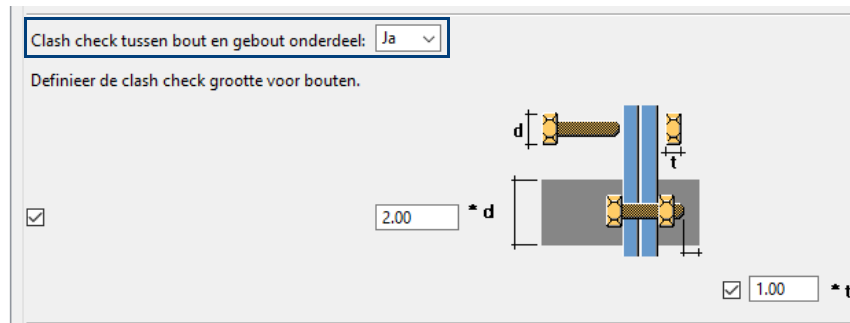 Clash check tussen bout en gebout onderdeel: Ja
Definieer de clash check grootte voor bouten.
d
t
2.00 * d
1.00 * t